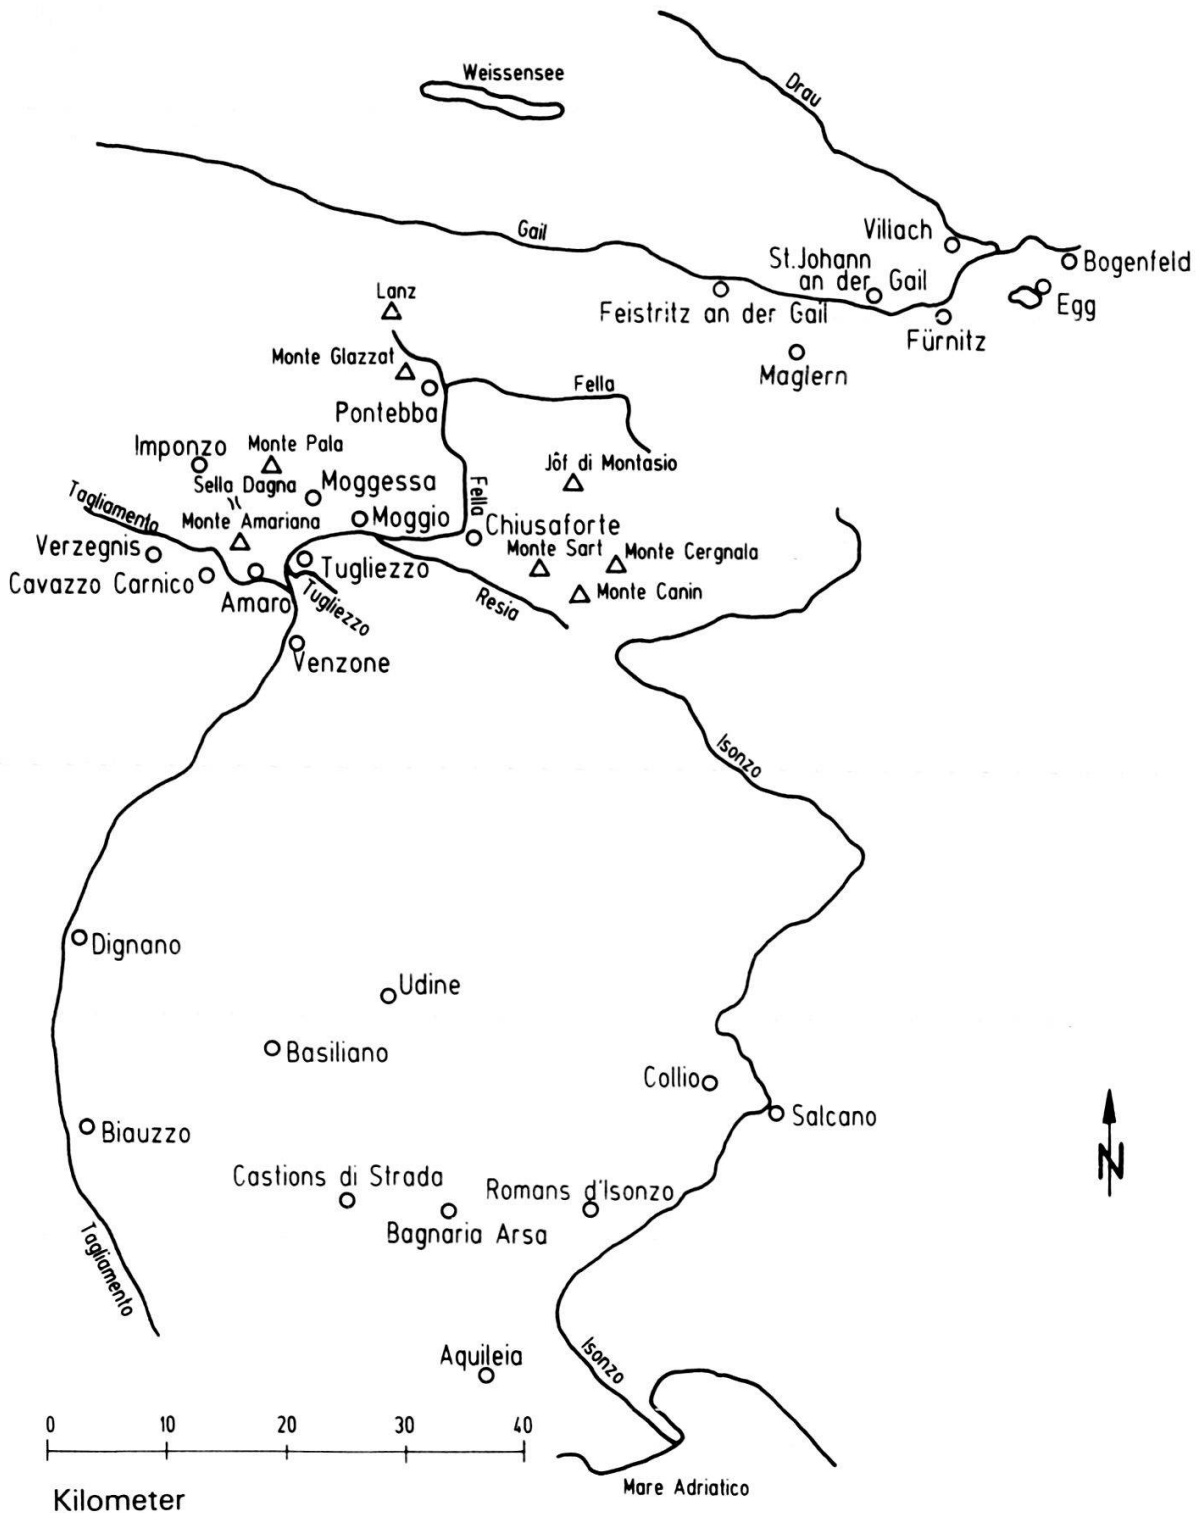 Weissensee
Drau
Gail
Villach
St.Johann
an der Gail
Bogenfeld
Egg
Feistritz an der Gail
Fürnitz
Maglern
Lanz
Monte Glazzat
Fella
Pontebba
Imponzo
Monte Pala
Jôf di Montasio
Sella Dagna
Moggessa
Tagliamento
Fella
Monte Amariana
Moggio
Chiusaforte
Verzegnis
Monte Sart
Monte Cergnala
Cavazzo Carnico
Tugliezzo
Monte Canin
Amaro
Tugliezzo
Resia
Venzone
Isonzo
Dignano
Udine
Basiliano
Collio
Salcano
Biauzzo
N
Castions di Strada
Romans d'Isonzo
Bagnaria Arsa
Tagliamento
Aquileia
Isonzo
0 10 20 30 40
Mare Adriatico
Kilometer